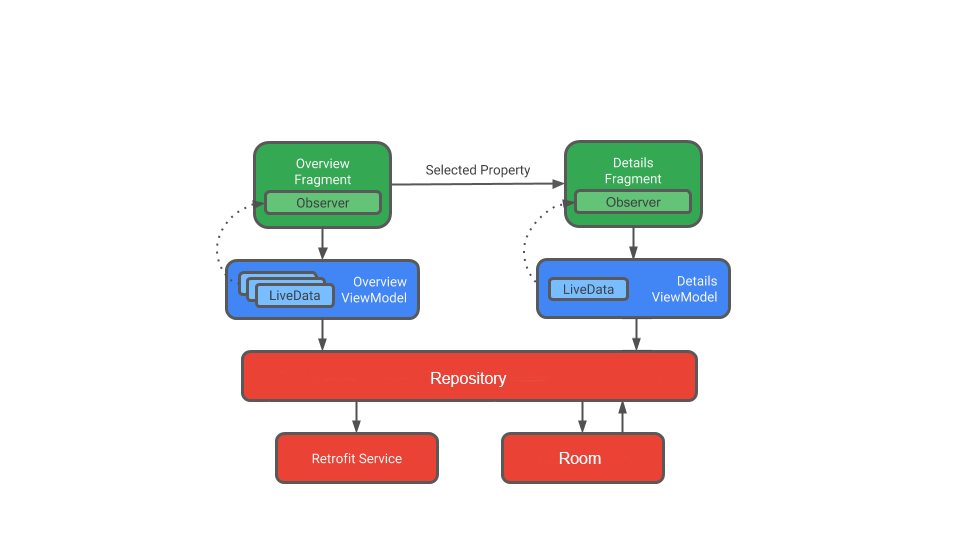 Overview
Fragment
Observer
Selected Property
Details
Fragment
Observer
LiveData
Overview
ViewModel
LiveData
Details
ViewModel
Repository
Retrofit Service
Room